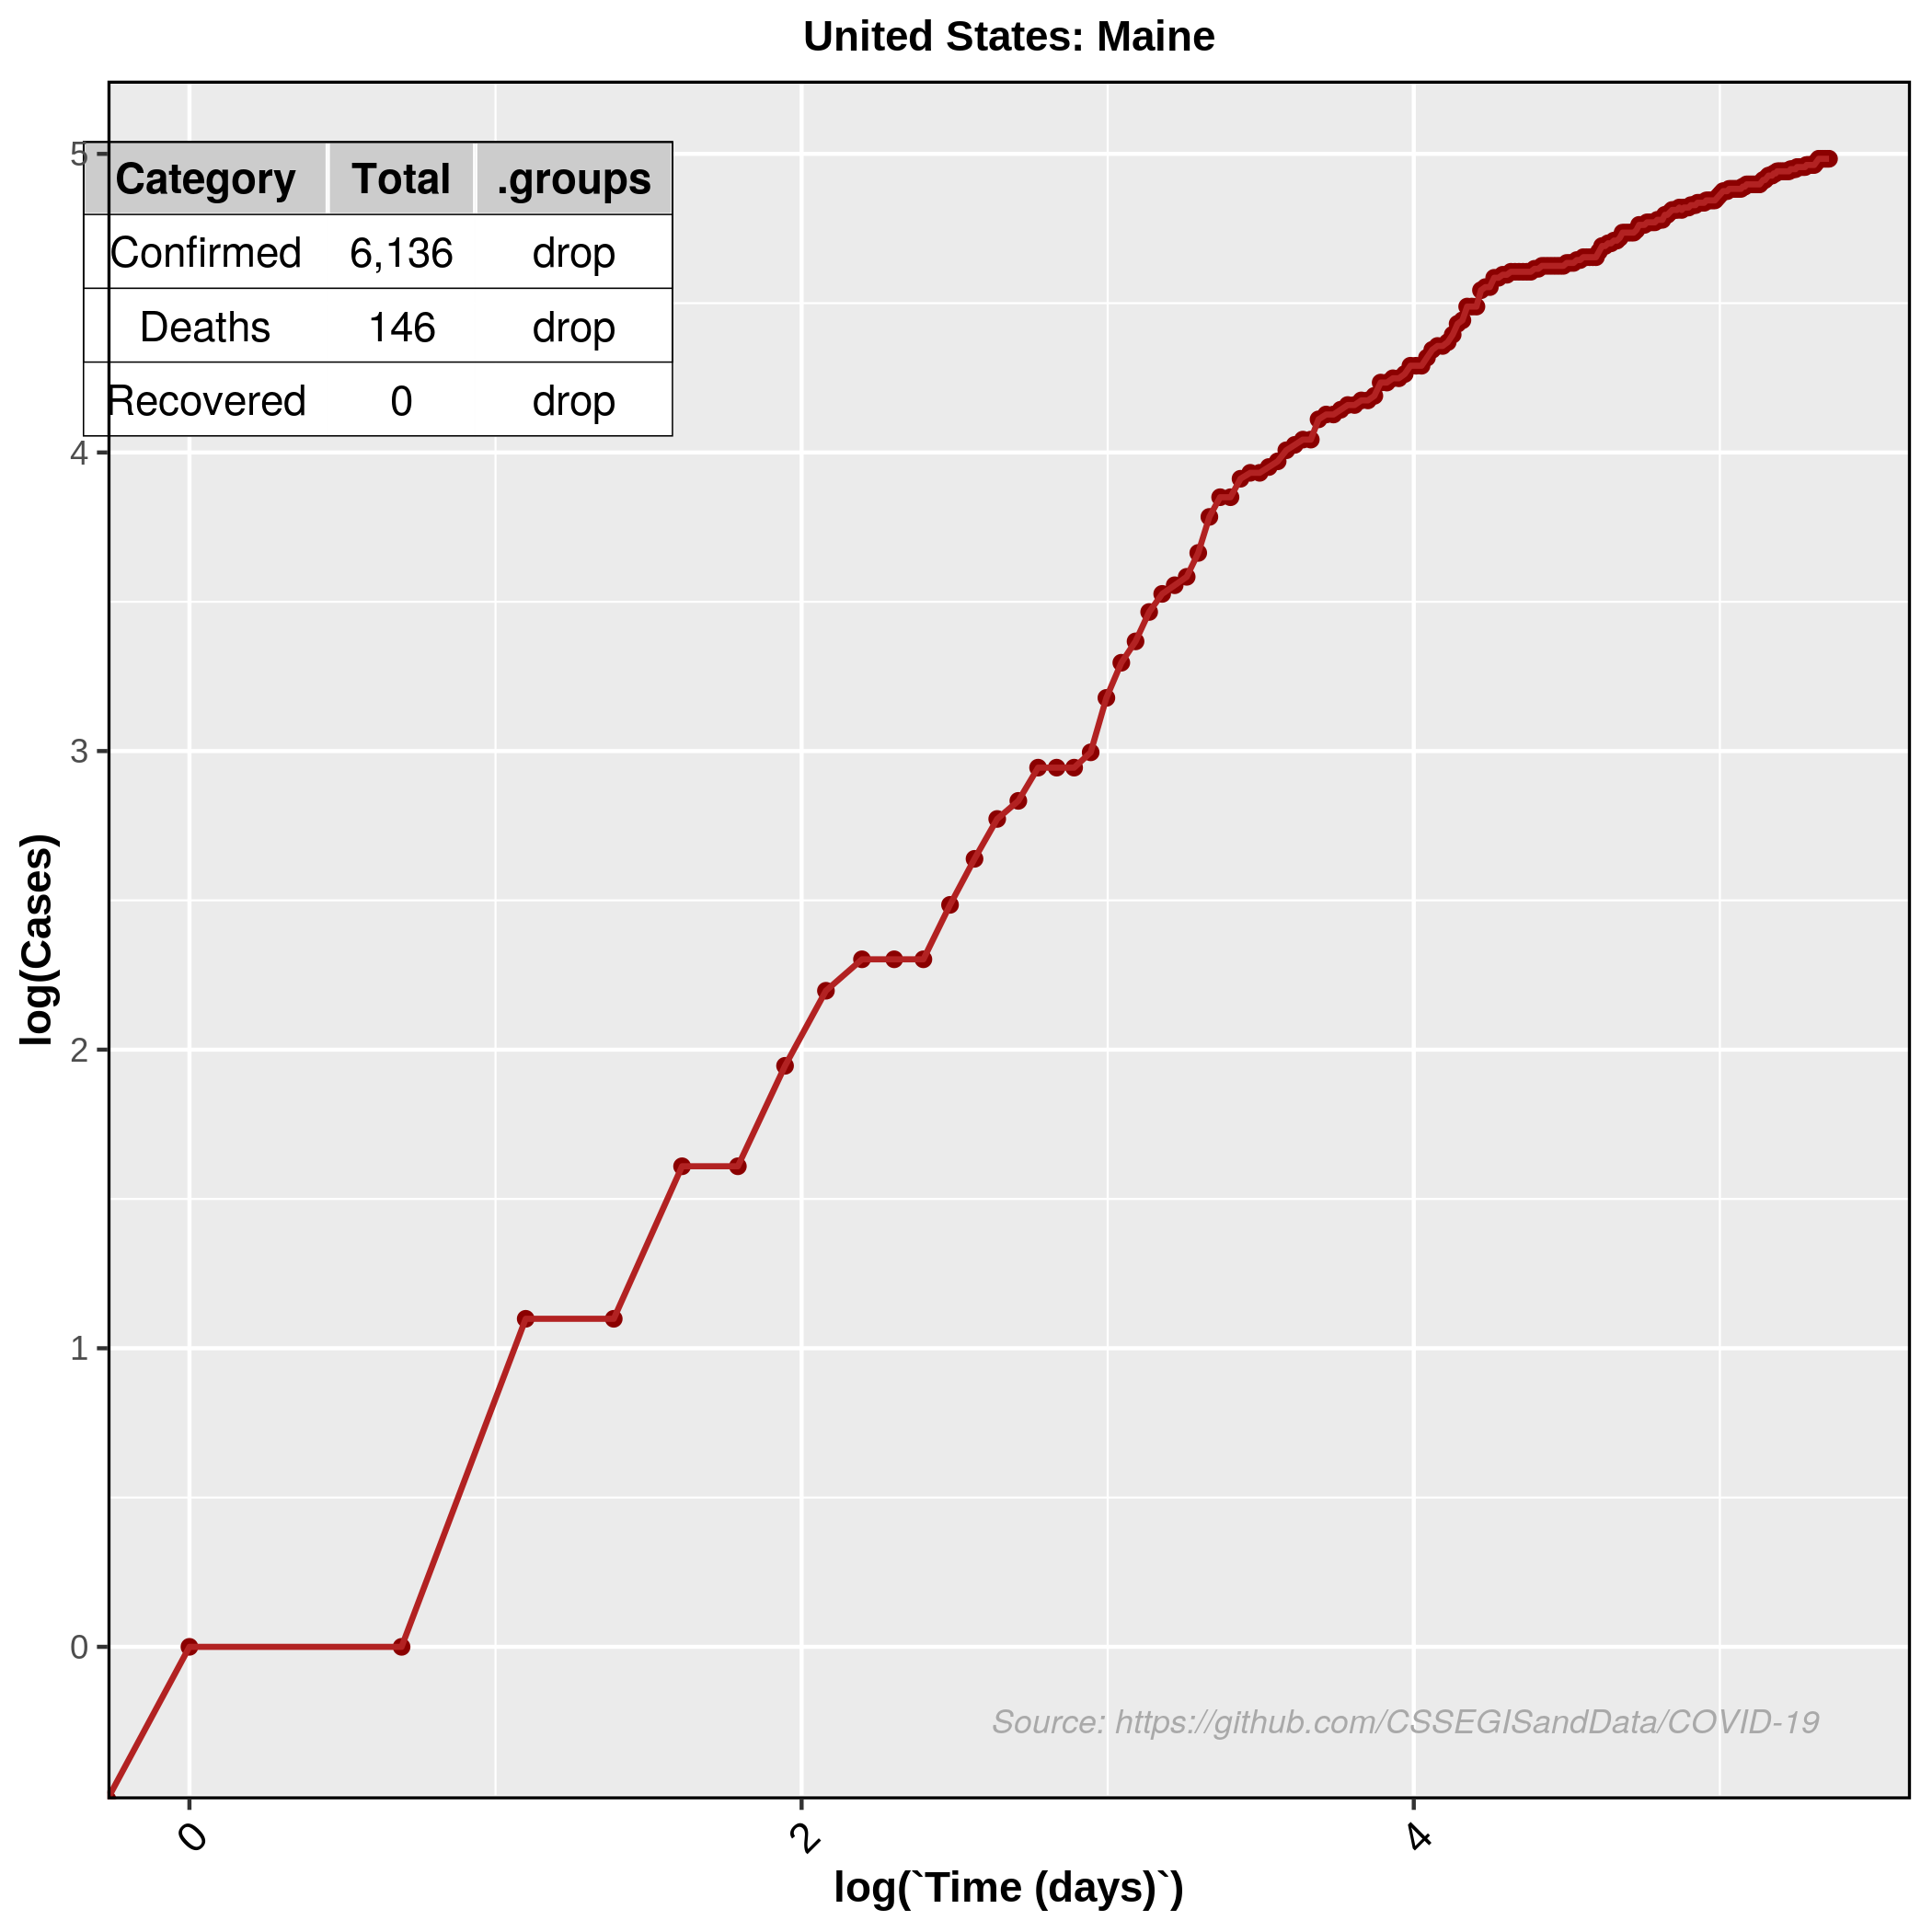 United States: Maine
5
Category Total .groups
Confirmed 6,136 drop
Deaths 146 drop
Recovered 0 drop
4
3
2
1
0
log(Cases)
Source: https://github.com/CSSEGISandData/COVID-19
0 2 4
log(`Time (days)`)